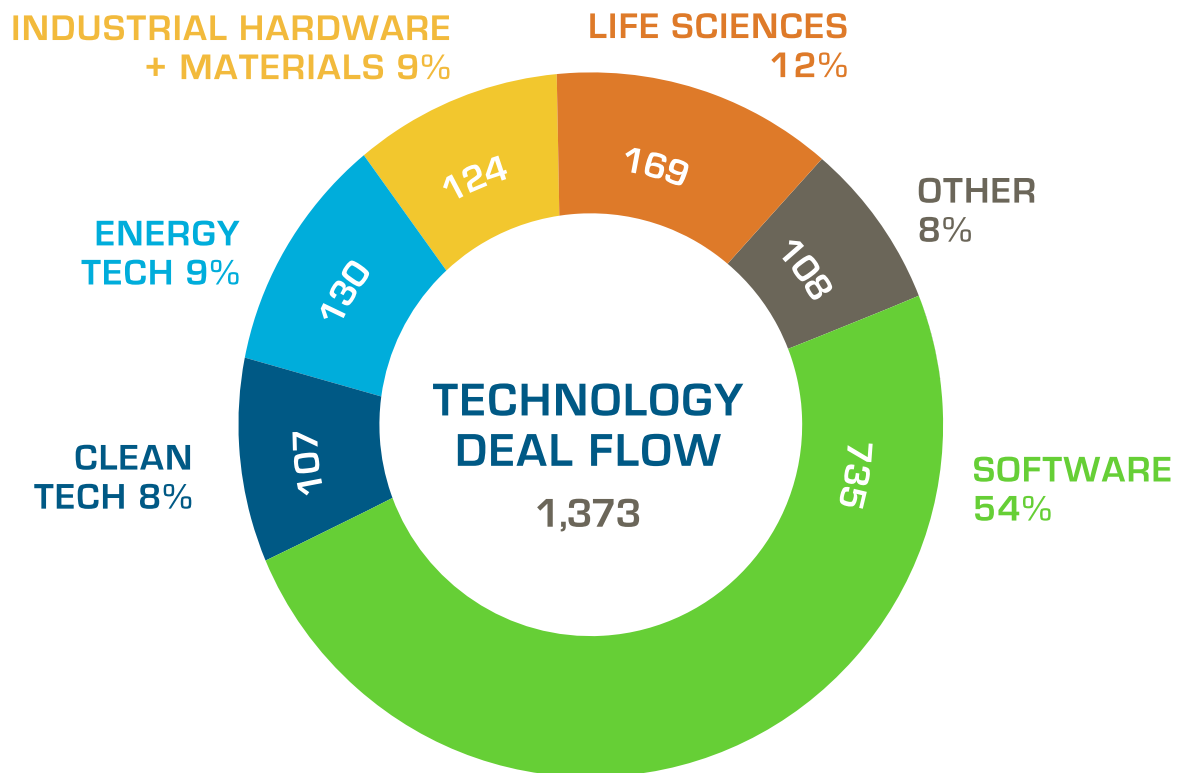 INDUSTRIAL HARDWARE
+ MATERIALS 9%
LIFE SCIENCES
12%
124
169
OTHER
8%
108
ENERGY
TECH 9%
130
TECHNOLOGY
DEAL FLOW
1,373
CLEAN
TECH 8%
107
735
SOFTWARE
54%